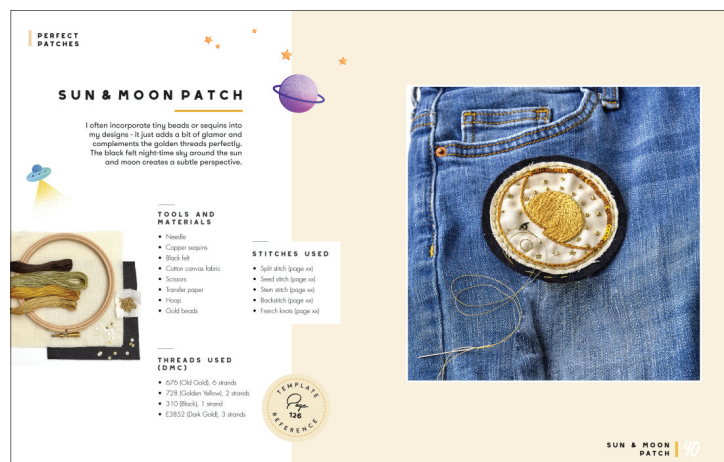 PERFECT
PATCHES
SUN & MOON PATCH
I often incorporate tiny beads or sequins into
my designs - it just adds a bit of glamor and
complements the golden threads perfectly.
The black felt night-time sky around the sun
and moon creates a subtle perspective.
TOOLS AND
MATERIALS
• Needle
• Copper sequins
• Black felt
• Cotton canvas fabric
• Scissors
• Transfer paper
• Hoop
• Gold beads
STITCHES USED
• Split stitch (page xx)
• Seed stitch (page xx)
• Stem stitch (page xx)
• Backstitch (page xx)
• French knots (page xx)
THREADS USED
(DMC)
• 676 (Old Gold), 6 strands
• 728 (Golden Yellow), 2 strands
• 310 (Black), 1 strand
• E3852 (Dark Gold), 3 strands
TEMPLATE
Page
126
REFERENCE
SUN & MOON
PATCH
40